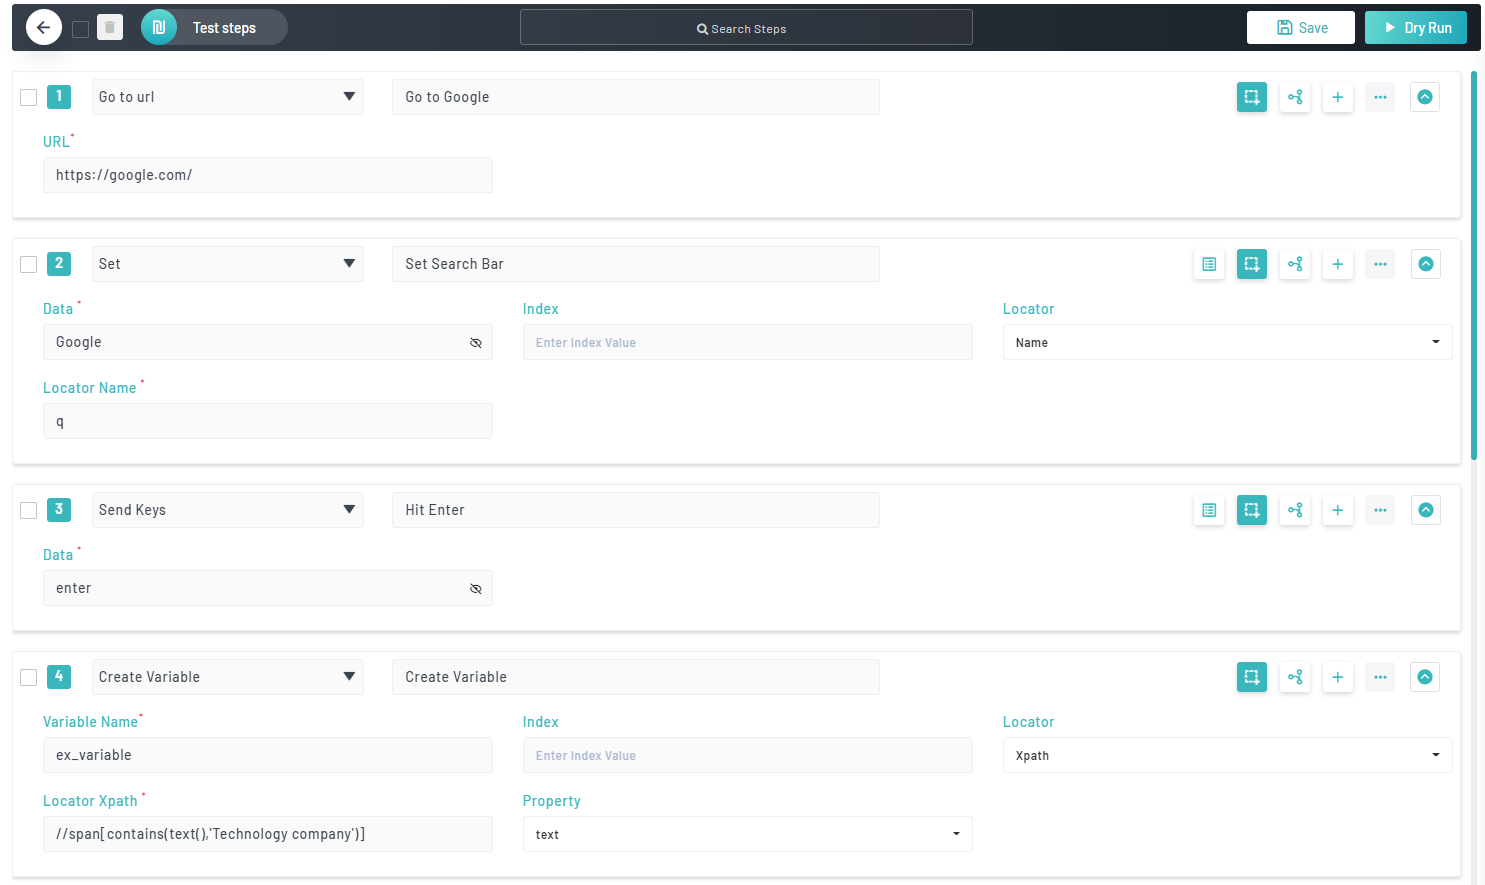 Test steps
Search Steps
Save
Dry Run
1
Go to url
Go to Google
URL*
https://google.com/
2
Set
Set Search Bar
Data *
Index
Locator
Google
Enter Index Value
Name
Locator Name *
q
3
Send Keys
Hit Enter
Data *
enter
4
Create Variable
Create Variable
Variable Name*
Index
Locator
ex_variable
Enter Index Value
Xpath
Locator Xpath *
Property
//span[contains(text(),'Technology company')]
text